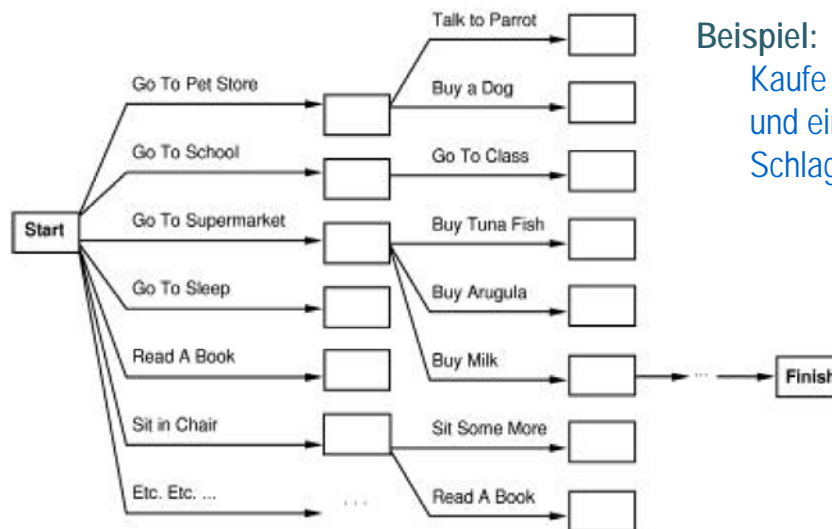 Talk to Parrot
Beispiel:
Go To Pet Store
Buy a Dog
Kaufe
und
Go To School
Go To Class
Start
Go To Supermarket
Buy Tuna Fish
Go To Sleep
Buy Arugula
Read A Book
Buy Milk
...
Finish
Sit in Chair
Sit Some More
Etc. Etc. ...
...
Read A Book